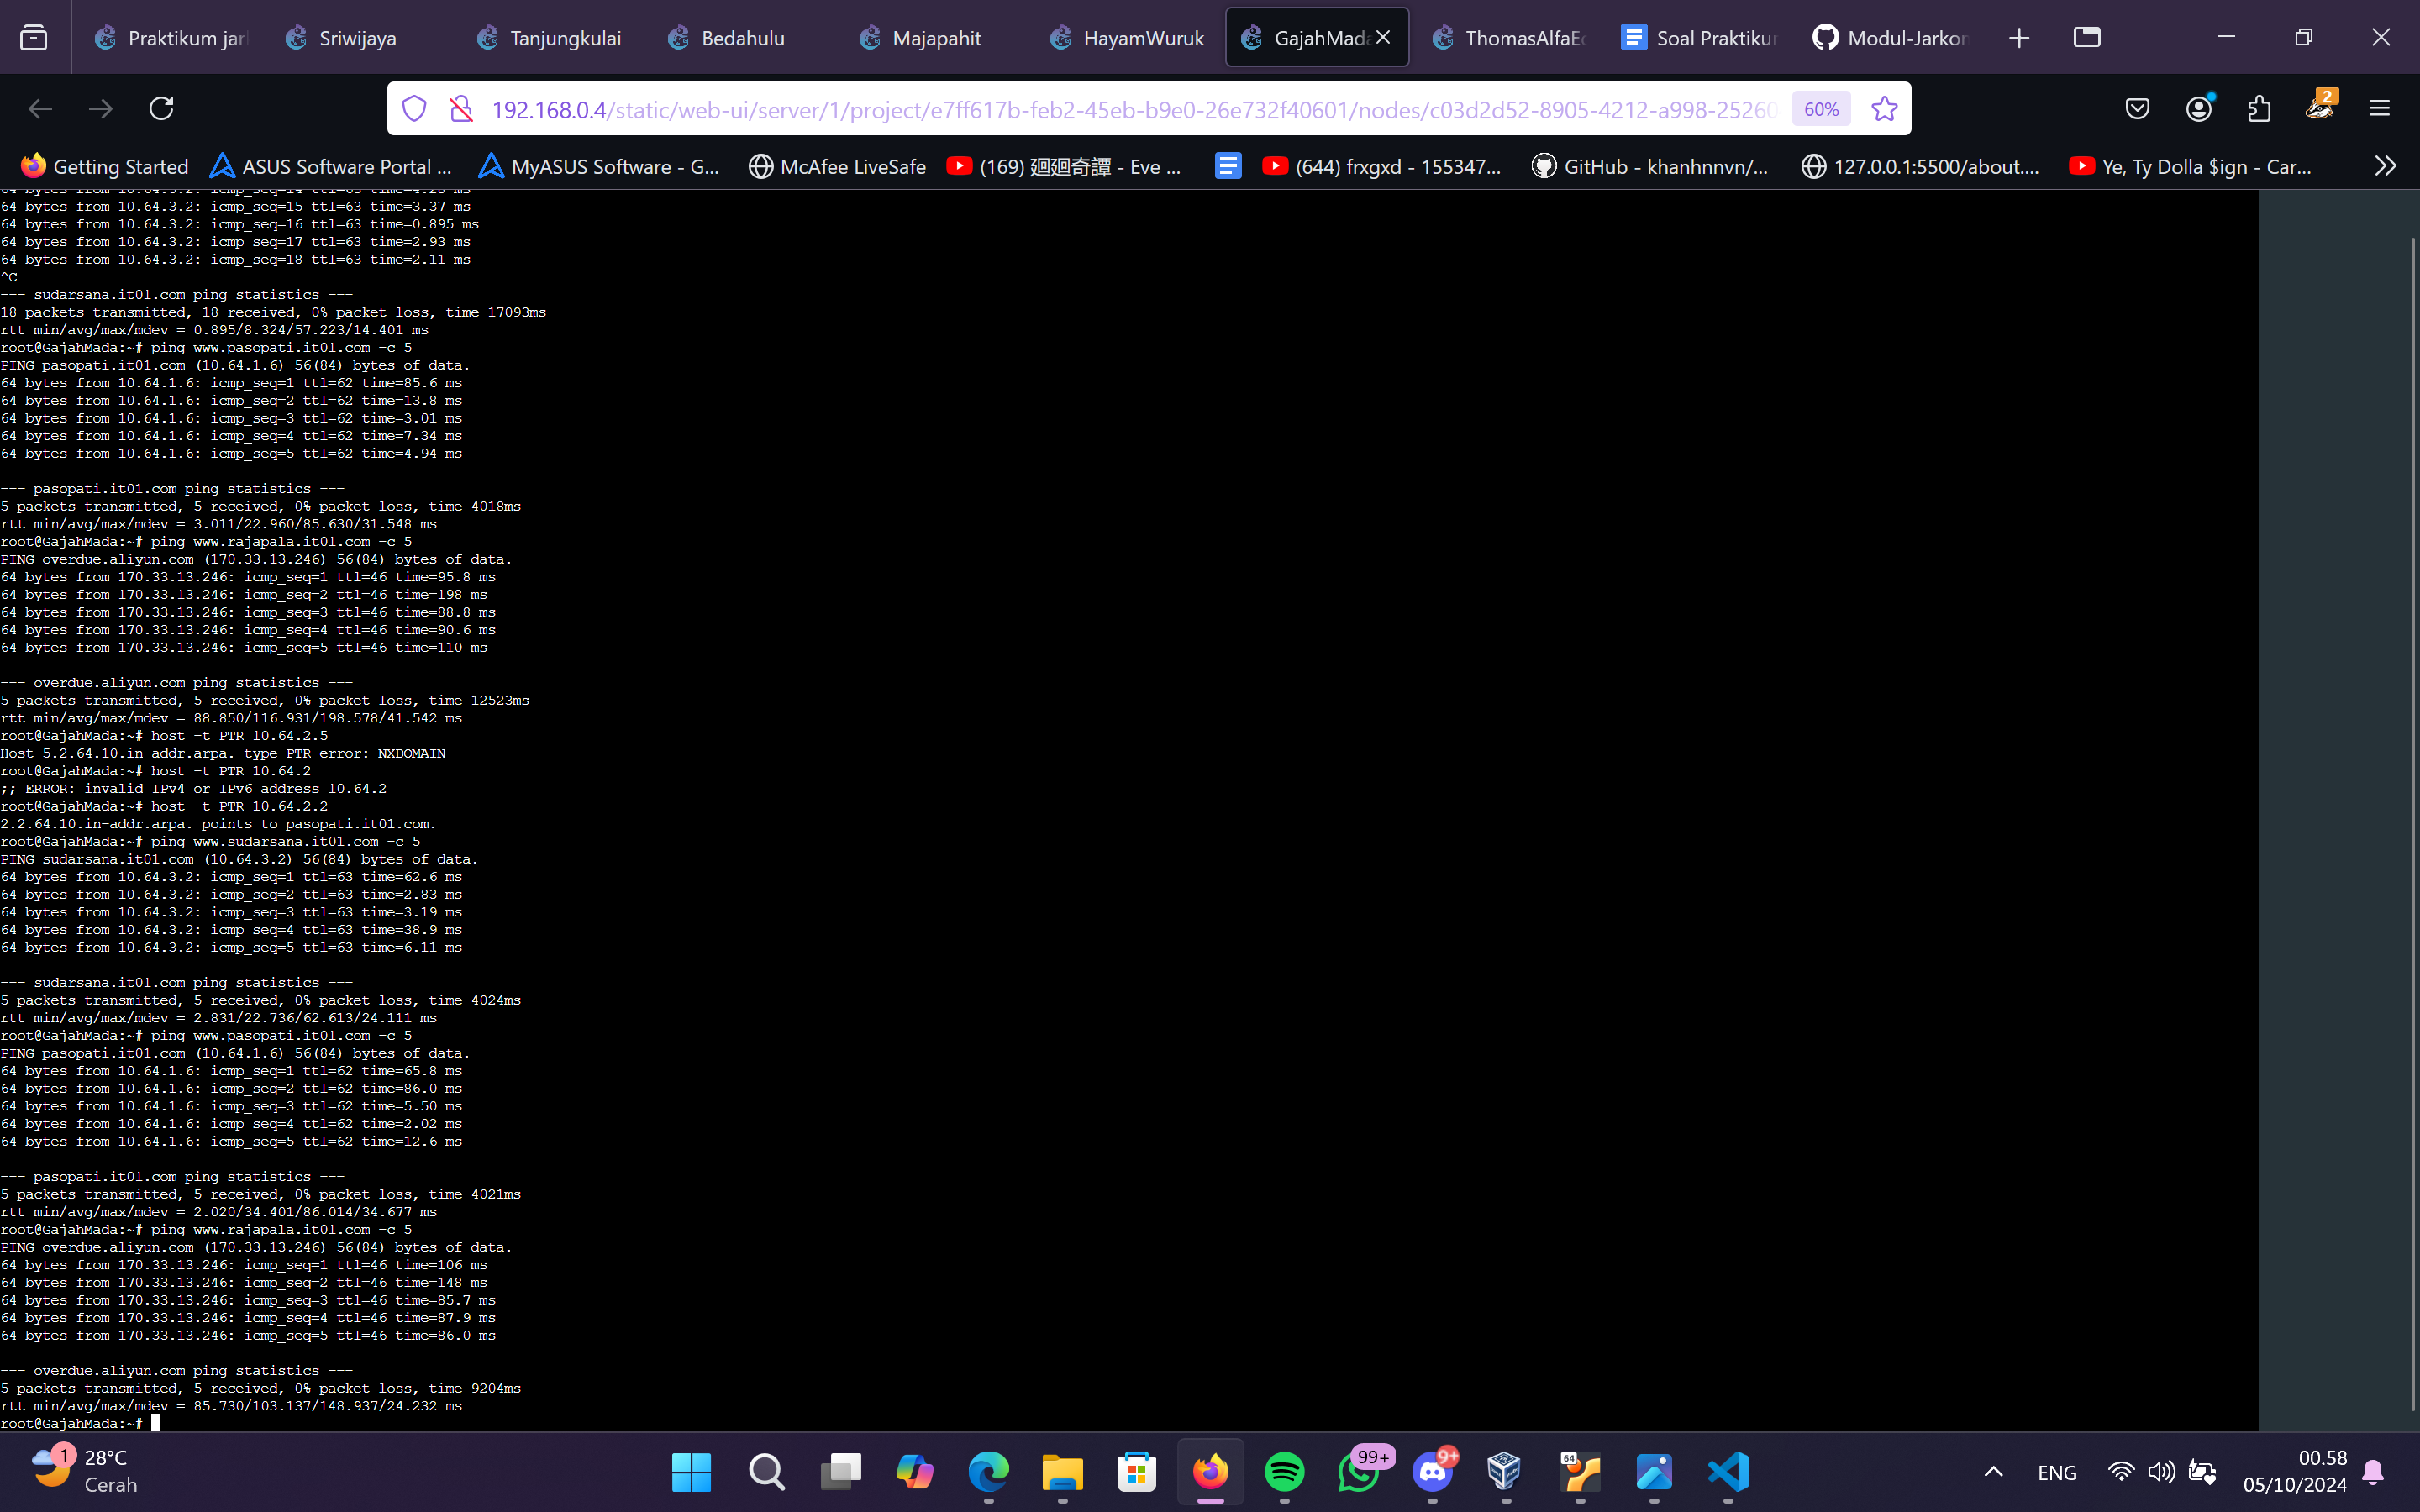 Praktikum jar
Sriwijaya
Tanjungkulai
Bedahulu
Majapahit
HayamWuruk
GajahMada
ThomasAlfaEd
Soal Praktikum
Modul-Jarkom
192.168.0.4/static/web-ui/server/1/project/e7ff617b-feb2-45eb-b9e0-26e732f40601/nodes/c03d2d52-8905-4212-a998-25260
60%
2
Getting Started
ASUS Software Portal ...
MyASUS Software - G...
McAfee LiveSafe
(169) 廻廻奇譚 - Eve ...
(644) frxgxd - 155347...
GitHub - khanhnnvn/...
127.0.0.1:5500/about....
Ye, Ty Dolla $ign - Car...
64 bytes from 10.64.3.2: icmp_seq=14 ttl=63 time=4.28 ms
64 bytes from 10.64.3.2: icmp_seq=15 ttl=63 time=3.37 ms
64 bytes from 10.64.3.2: icmp_seq=16 ttl=63 time=0.895 ms
64 bytes from 10.64.3.2: icmp_seq=17 ttl=63 time=2.93 ms
64 bytes from 10.64.3.2: icmp_seq=18 ttl=63 time=2.11 ms
^C
--- sudarsana.it01.com ping statistics ---
18 packets transmitted, 18 received, 0% packet loss, time 17093ms
rtt min/avg/max/mdev = 0.895/8.324/57.223/14.401 ms
root@GajahMada:~# ping www.pasopati.it01.com -c 5
PING pasopati.it01.com (10.64.1.6) 56(84) bytes of data.
64 bytes from 10.64.1.6: icmp_seq=1 ttl=62 time=85.6 ms
64 bytes from 10.64.1.6: icmp_seq=2 ttl=62 time=13.8 ms
64 bytes from 10.64.1.6: icmp_seq=3 ttl=62 time=3.01 ms
64 bytes from 10.64.1.6: icmp_seq=4 ttl=62 time=7.34 ms
64 bytes from 10.64.1.6: icmp_seq=5 ttl=62 time=4.94 ms
--- pasopati.it01.com ping statistics ---
5 packets transmitted, 5 received, 0% packet loss, time 4018ms
rtt min/avg/max/mdev = 3.011/22.960/85.630/31.548 ms
root@GajahMada:~# ping www.rajapala.it01.com -c 5
PING overdue.aliyun.com (170.33.13.246) 56(84) bytes of data.
64 bytes from 170.33.13.246: icmp_seq=1 ttl=46 time=95.8 ms
64 bytes from 170.33.13.246: icmp_seq=2 ttl=46 time=198 ms
64 bytes from 170.33.13.246: icmp_seq=3 ttl=46 time=88.8 ms
64 bytes from 170.33.13.246: icmp_seq=4 ttl=46 time=90.6 ms
64 bytes from 170.33.13.246: icmp_seq=5 ttl=46 time=110 ms
--- overdue.aliyun.com ping statistics ---
5 packets transmitted, 5 received, 0% packet loss, time 12523ms
rtt min/avg/max/mdev = 88.850/116.931/198.578/41.542 ms
root@GajahMada:~# host -t PTR 10.64.2.5
Host 5.2.64.10.in-addr.arpa. type PTR error: NXDOMAIN
root@GajahMada:~# host -t PTR 10.64.2
;; ERROR: invalid IPv4 or IPv6 address 10.64.2
root@GajahMada:~# host -t PTR 10.64.2.2
2.2.64.10.in-addr.arpa. points to pasopati.it01.com.
root@GajahMada:~# ping www.sudarsana.it01.com -c 5
PING sudarsana.it01.com (10.64.3.2) 56(84) bytes of data.
64 bytes from 10.64.3.2: icmp_seq=1 ttl=63 time=62.6 ms
64 bytes from 10.64.3.2: icmp_seq=2 ttl=63 time=2.83 ms
64 bytes from 10.64.3.2: icmp_seq=3 ttl=63 time=3.19 ms
64 bytes from 10.64.3.2: icmp_seq=4 ttl=63 time=38.9 ms
64 bytes from 10.64.3.2: icmp_seq=5 ttl=63 time=6.11 ms
--- sudarsana.it01.com ping statistics ---
5 packets transmitted, 5 received, 0% packet loss, time 4024ms
rtt min/avg/max/mdev = 2.831/22.736/62.613/24.111 ms
root@GajahMada:~# ping www.pasopati.it01.com -c 5
PING pasopati.it01.com (10.64.1.6) 56(84) bytes of data.
64 bytes from 10.64.1.6: icmp_seq=1 ttl=62 time=65.8 ms
64 bytes from 10.64.1.6: icmp_seq=2 ttl=62 time=86.0 ms
64 bytes from 10.64.1.6: icmp_seq=3 ttl=62 time=5.50 ms
64 bytes from 10.64.1.6: icmp_seq=4 ttl=62 time=2.02 ms
64 bytes from 10.64.1.6: icmp_seq=5 ttl=62 time=12.6 ms
--- pasopati.it01.com ping statistics ---
5 packets transmitted, 5 received, 0% packet loss, time 4021ms
rtt min/avg/max/mdev = 2.020/34.401/86.014/34.677 ms
root@GajahMada:~# ping www.rajapala.it01.com -c 5
PING overdue.aliyun.com (170.33.13.246) 56(84) bytes of data.
64 bytes from 170.33.13.246: icmp_seq=1 ttl=46 time=106 ms
64 bytes from 170.33.13.246: icmp_seq=2 ttl=46 time=148 ms
64 bytes from 170.33.13.246: icmp_seq=3 ttl=46 time=85.7 ms
64 bytes from 170.33.13.246: icmp_seq=4 ttl=46 time=87.9 ms
64 bytes from 170.33.13.246: icmp_seq=5 ttl=46 time=86.0 ms
--- overdue.aliyun.com ping statistics ---
5 packets transmitted, 5 received, 0% packet loss, time 9204ms
rtt min/avg/max/mdev = 85.730/103.137/148.937/24.232 ms
root@GajahMada:~#
1
28°C
Cerah
99+
9+
64
ENG
00.58
05/10/2024